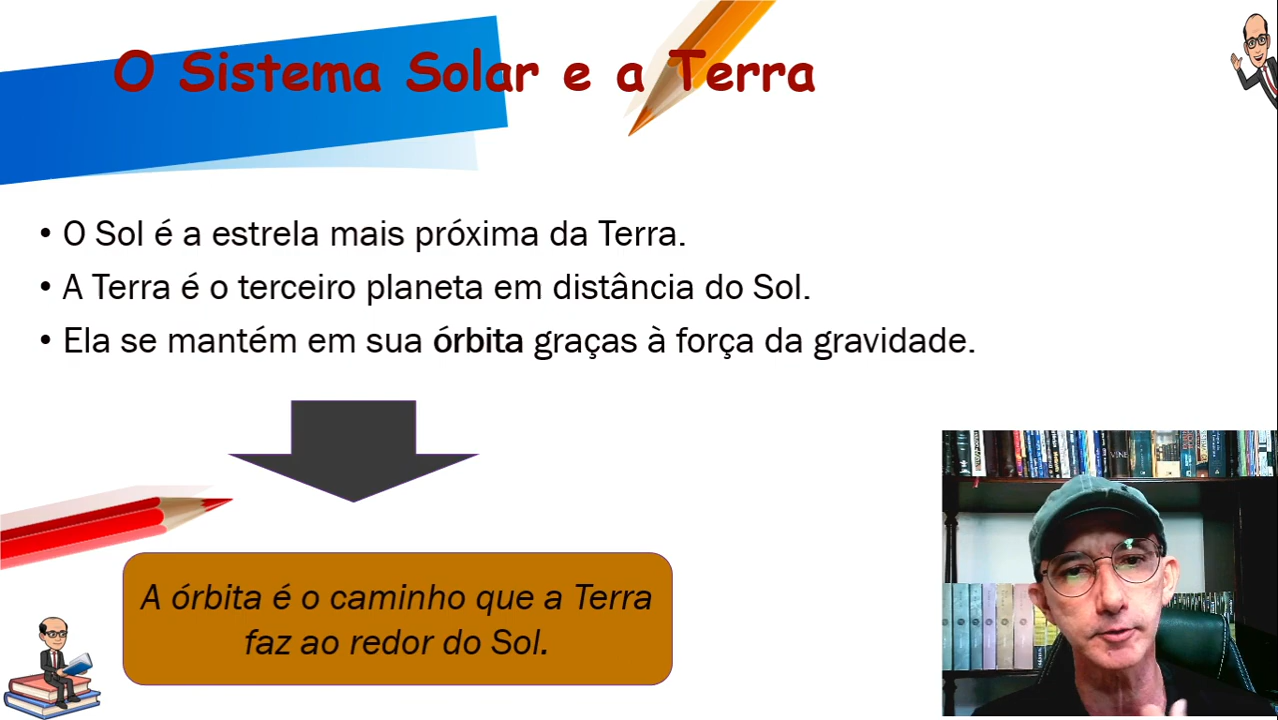 O Sistema Solar e a Terra
• O Sol é a estrela mais próxima da Terra.
• A Terra é o terceiro planeta em distância do Sol.
• Ela se mantém em sua órbita graças à força da gravidade.
A órbita é o caminho que a Terra
faz ao redor do Sol.
VINE